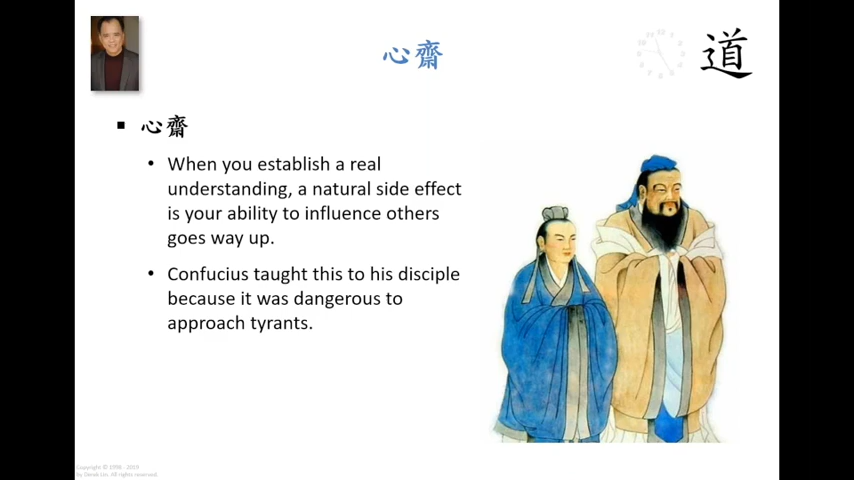 心齋
道
心齋
When you establish a real
understanding, a natural side effect
is your ability to influence others
goes way up.
Confucius taught this to his disciple
because it was dangerous to
approach tyrants.
Copyright © 1998 - 2019
by Derek Lin. All rights reserved.